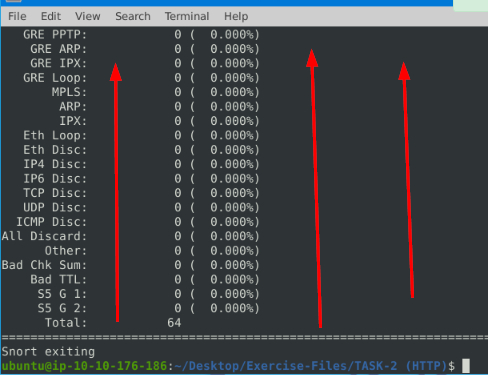 File Edit View Search Terminal Help
GRE PPTP: 0 ( 0.000%)
GRE ARP: 0 ( 0.000%)
GRE IPX: 0 ( 0.000%)
GRE Loop: 0 ( 0.000%)
MPLS: 0 ( 0.000%)
ARP: 0 ( 0.000%)
IPX: 0 ( 0.000%)
Eth Loop: 0 ( 0.000%)
Eth Disc: 0 ( 0.000%)
IP4 Disc: 0 ( 0.000%)
IP6 Disc: 0 ( 0.000%)
TCP Disc: 0 ( 0.000%)
UDP Disc: 0 ( 0.000%)
ICMP Disc: 0 ( 0.000%)
All Discard: 0 ( 0.000%)
Other: 0 ( 0.000%)
Bad Chk Sum: 0 ( 0.000%)
Bad TTL: 0 ( 0.000%)
S5 G 1: 0 ( 0.000%)
S5 G 2: 0 ( 0.000%)
Total: 64
===============================================================================
Snort exiting
ubuntu@ip-10-10-176-186:~/Desktop/Exercise-Files/TASK-2 (HTTP)$